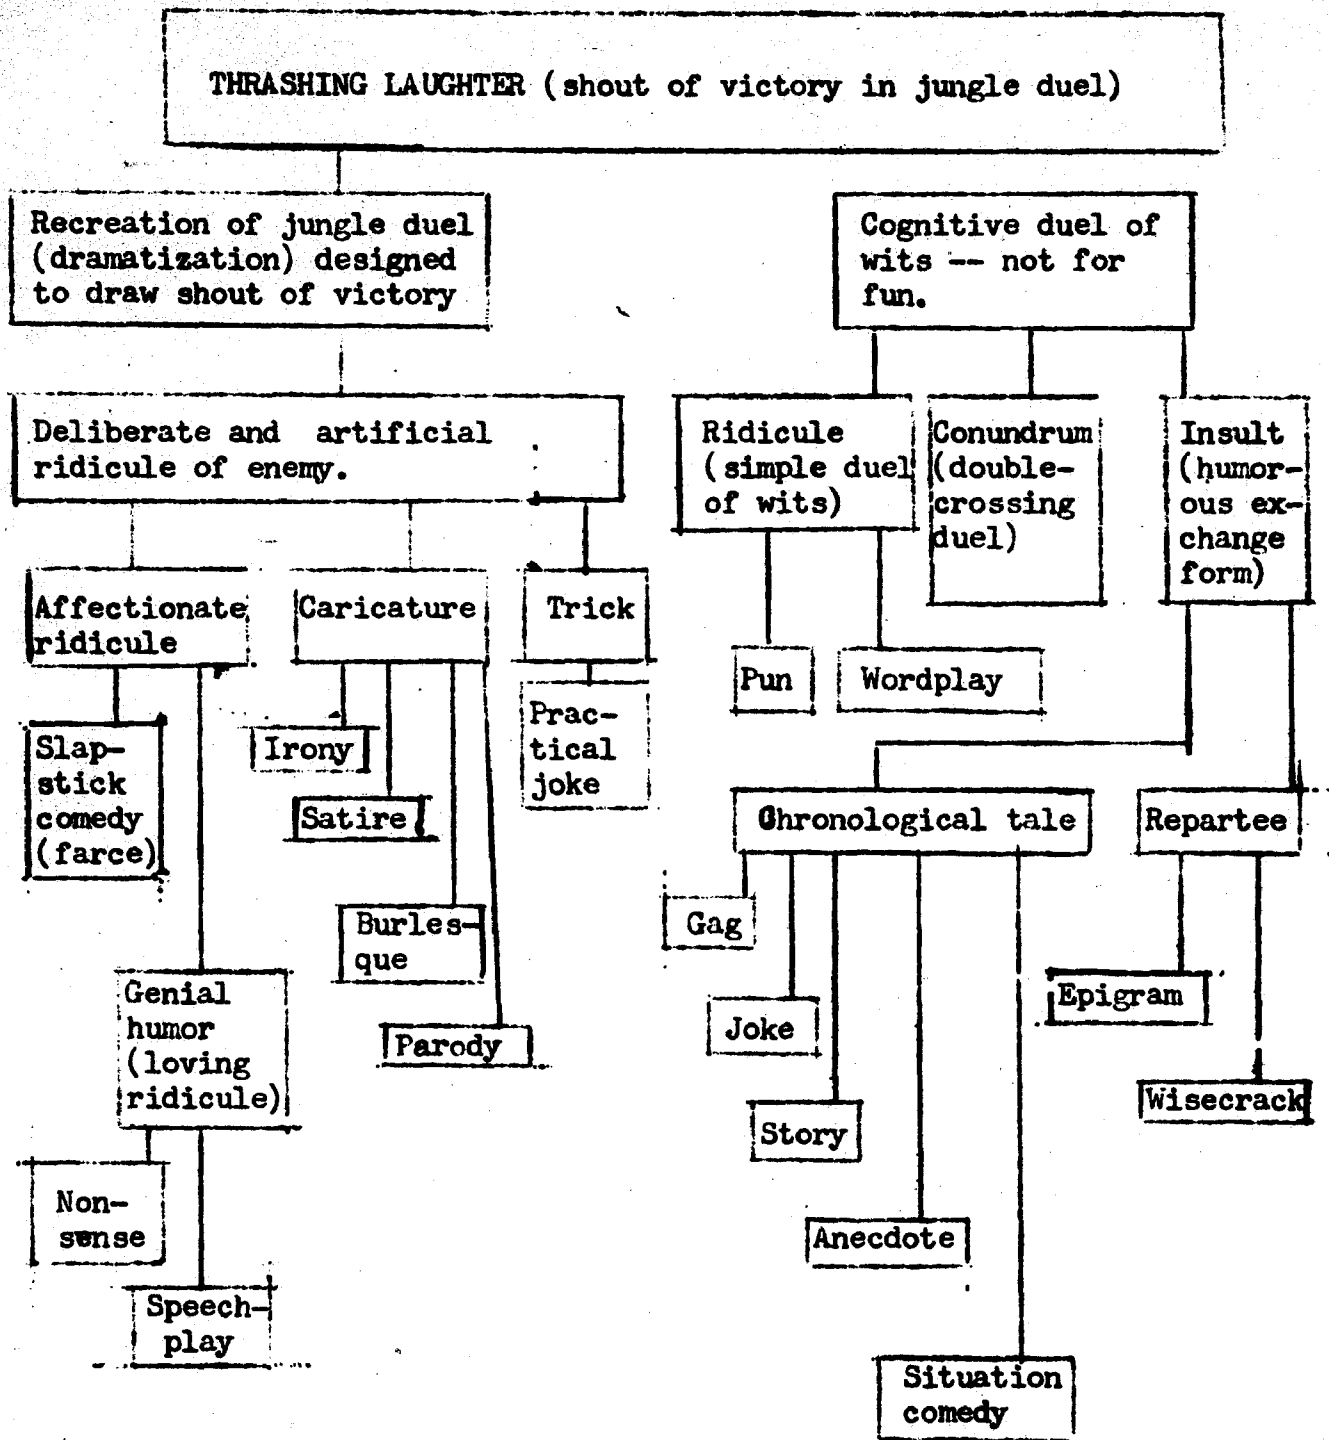 THRASHING LAUGHTER (shout of victory in jungle duel)
Recreation of jungle duel
(dramatization) designed
to draw shout of victory
Cognitive duel of
wits -- not for
fun.
Deliberate and artificial
ridicule of enemy.
Ridicule
(simple duel
of wits)
Conundrum
(double-
crossing
duel)
Insult
(humor-
ous ex-
change
form)
Affectionate
ridicule
Caricature
Trick
Pun
Wordplay
Slap-
stick
comedy
(farce)
Irony
Satire
Prac-
tical
joke
Chronological tale
Repartee
Burles-
que
Gag
Genial
humor
(loving
ridicule)
Parody
Joke
Epigram
Story
Wisecrack
Non-
sense
Anecdote
Speech-
play
Situation
comedy